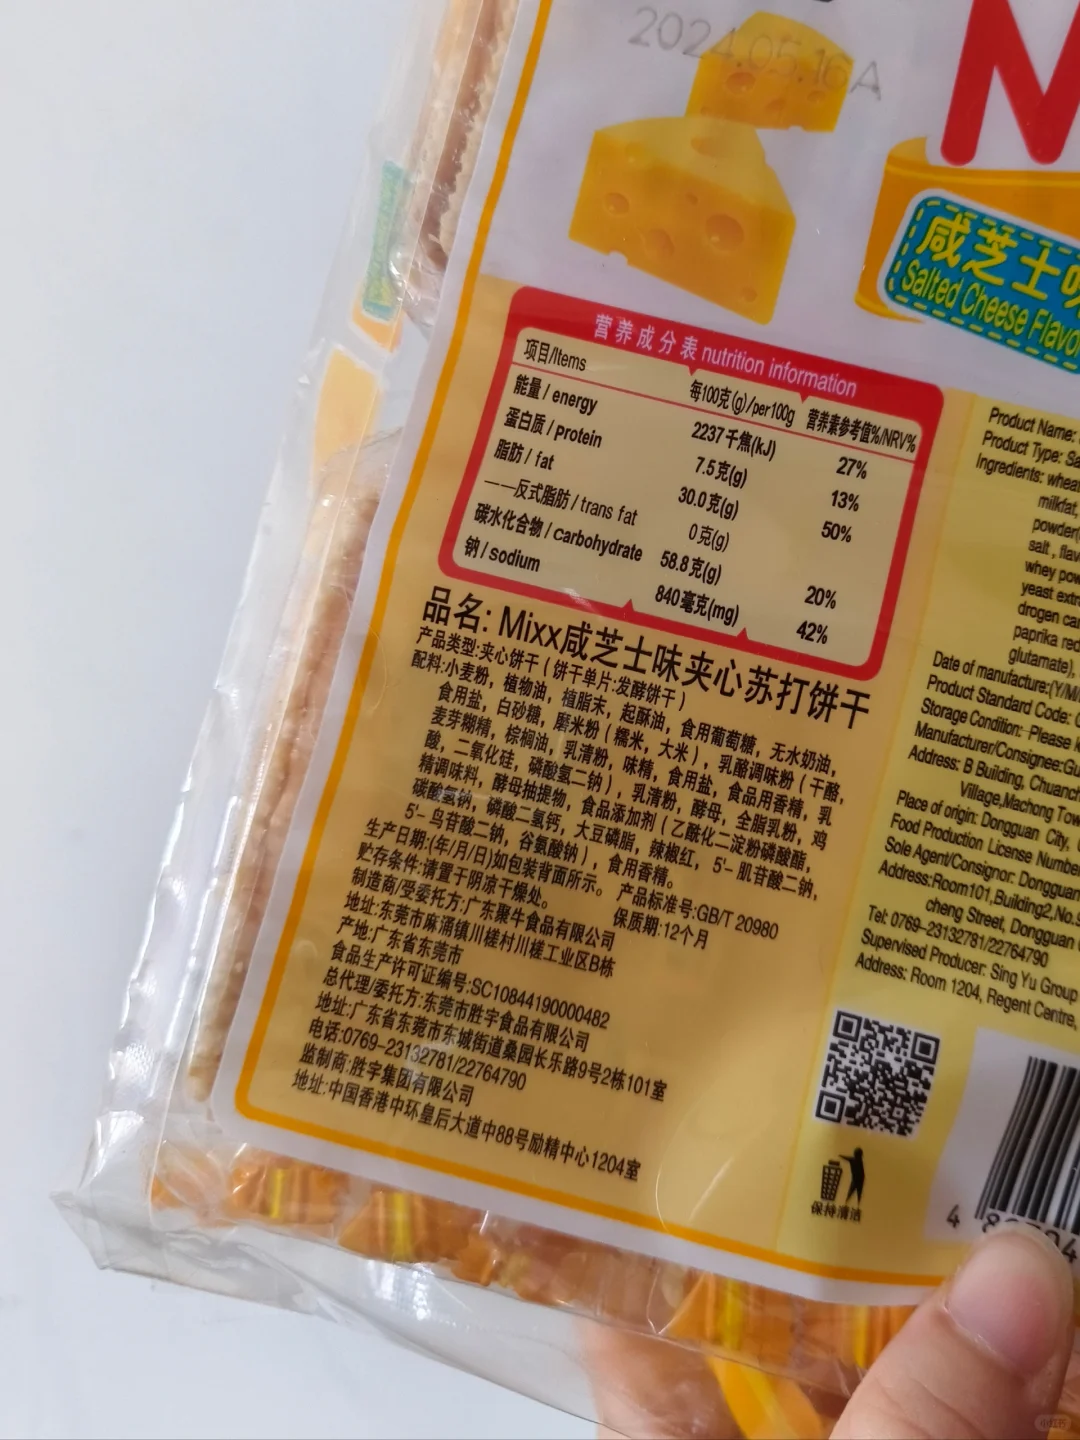 2024.05.16A
N
咸芝士味
Salted Cheese Flavo
营养成分表 nutrition information
项目/Items 每100克(g)/per100g 营养素参考值%/NRV%
能量/energy 2237千焦(kJ) 27%
蛋白质/protein 7.5克(g) 13%
脂肪/fat 30.0克(g) 50%
——反式脂肪/trans fat 0克(g)
碳水化合物/carbohydrate 58.8克(g) 20%
钠/sodium 840毫克(mg) 42%
品名: Mixx咸芝士味夹心苏打饼干
产品类型:夹心饼干(饼干单片:发酵饼干)
配料:小麦粉，植物油，植脂末，起酥油，食用葡萄糖，无水奶油，
食用盐，白砂糖，磨米粉(糯米，大米)，乳酪调味粉(干酪，
麦芽糊精，棕榈油，乳清粉，味精，食用盐，食品用香精，乳
酸，二氧化硅，磷酸氢二钠)，乳清粉，酵母，全脂乳粉，鸡
精调味料，酵母抽提物，食品添加剂(乙酰化二淀粉磷酸酯，
碳酸氢钠，磷酸二氢钙，大豆磷脂，辣椒红，5'-肌苷酸二钠，
5'-鸟苷酸二钠，谷氨酸钠)，食用香精。
生产日期:(年/月/日)如包装背面所示。 产品标准号:GB/T 20980
贮存条件:请置于阴凉干燥处。 保质期:12个月
制造商/受委托方:广东聚牛食品有限公司
地址:东莞市麻涌镇川槎村川槎工业区B栋
产地:广东省东莞市
食品生产许可证编号:SC10844190000482
总代理/委托方:东莞市胜宇食品有限公司
地址:广东省东莞市东城街道桑园长乐路9号2栋101室
电话:0769-23132781/22764790
监制商:胜宇集团有限公司
地址:中国香港中环皇后大道中88号励精中心1204室
Product Name:
Product Type: Sa
Ingredients: whea
milkfat,
powder(
salt, flav
whey pow
yeast extr
drogen car
paprika red
glutamate),
Date of manufacture:(Y/M/
Product Standard Code: G
Storage Condition: Please k
Manufacturer/Consignee:Gu
Address: B Building, Chuanch
Village,Machong Tow
Place of origin: Dongguan City,
Food Production License Number
Sole Agent/Consignor: Dongguan
Address:Room101,Building2,No.9
cheng Street, Dongguan
Tel: 0769-23132781/22764790
Supervised Producer: Sing Yu Group
Address: Room 1204, Regent Centre,
保持清洁
4
小红书